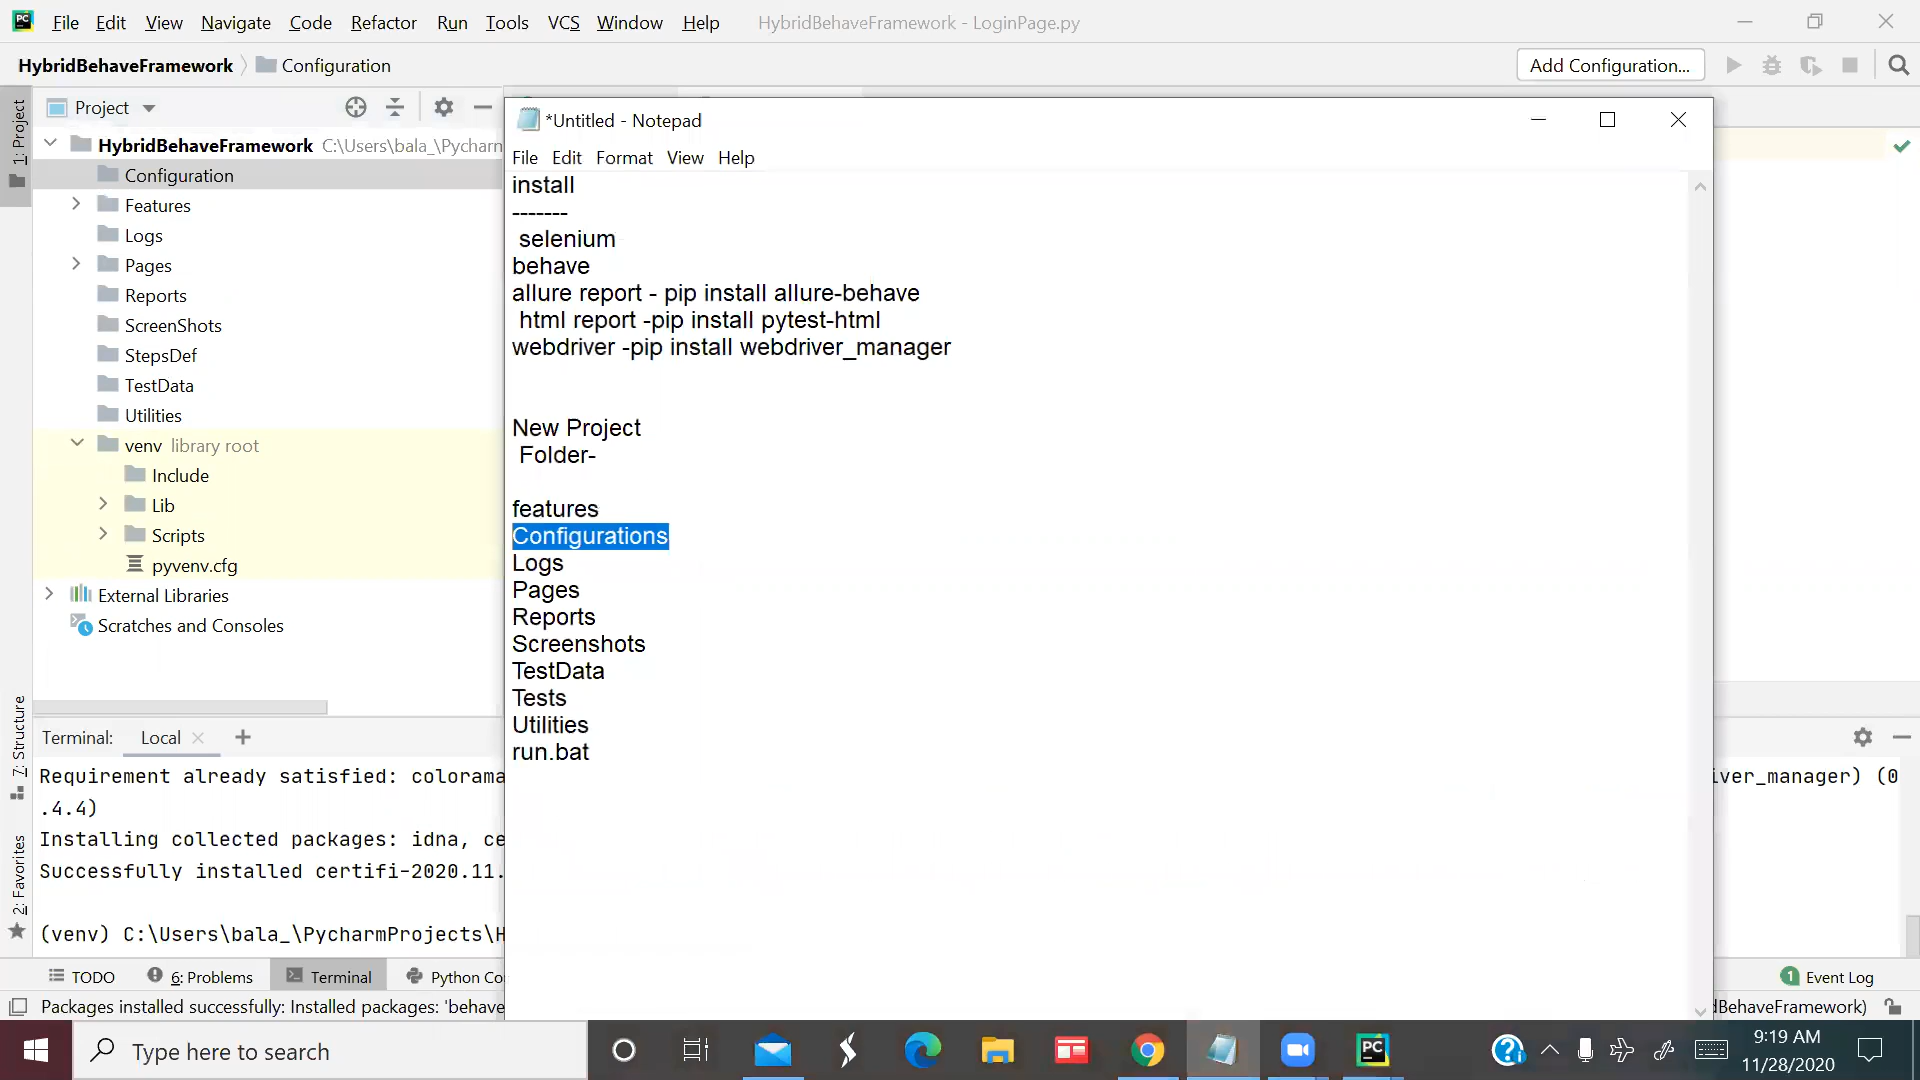 PC File Edit View Navigate Code Refactor Run Tools VCS Window Help HybridBehaveFramework - LoginPage.py
HybridBehaveFramework Configuration
Add Configuration...
1: Project
Project
HybridBehaveFramework C:\Users\bala_\Pycharm
Configuration
Features
Logs
Pages
Reports
ScreenShots
StepsDef
TestData
Utilities
venv library root
Include
Lib
Scripts
pyvenv.cfg
External Libraries
Scratches and Consoles
*Untitled - Notepad
File Edit Format View Help
install
-------
selenium
behave
allure report - pip install allure-behave
html report -pip install pytest-html
webdriver -pip install webdriver_manager
New Project
Folder-
features
Configurations
Logs
Pages
Reports
Screenshots
TestData
Tests
Utilities
run.bat
7: Structure
2: Favorites
Terminal: Local
Requirement already satisfied: colorama
iver_manager) (0
.4.4)
Installing collected packages: idna, ce
Successfully installed certifi-2020.11.
(venv) C:\Users\bala_\PycharmProjects\H
TODO 6: Problems Terminal Python Co
1 Event Log
Packages installed successfully: Installed packages: 'behave
dBehaveFramework)
Type here to search
PC
9:19 AM
11/28/2020